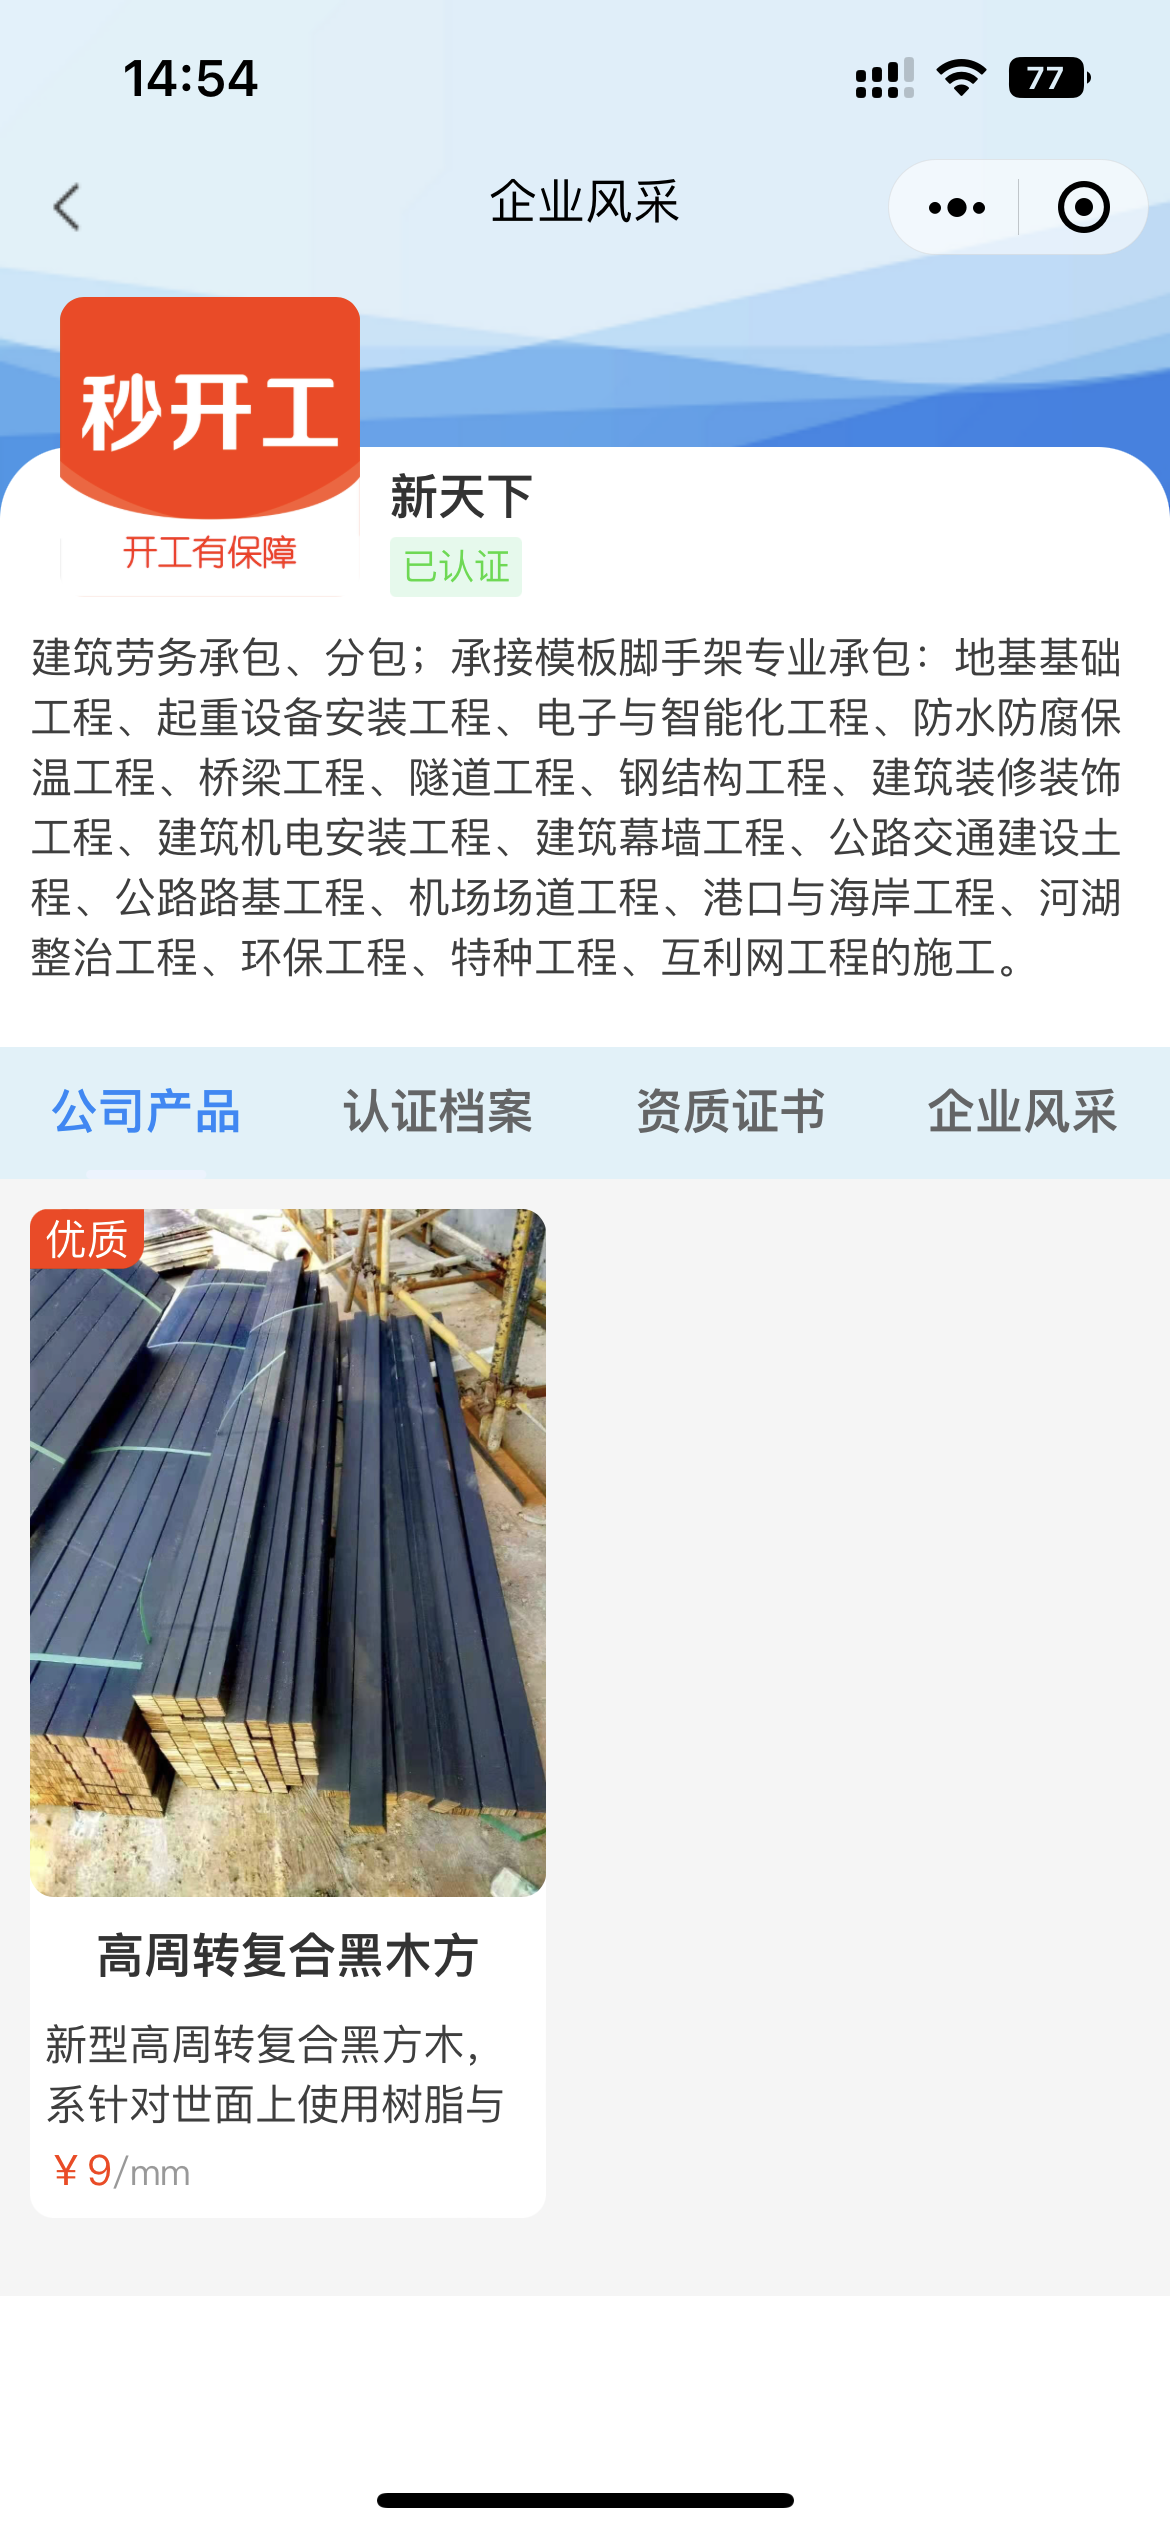 14:54
77
企业风采
秒开工
开工有保障
新天下
已认证
建筑劳务承包、分包；承接模板脚手架专业承包：地基基础
工程、起重设备安装工程、电子与智能化工程、防水防腐保
温工程、桥梁工程、隧道工程、钢结构工程、建筑装修装饰
工程、建筑机电安装工程、建筑幕墙工程、公路交通建设土
程、公路路基工程、机场场道工程、港口与海岸工程、河湖
整治工程、环保工程、特种工程、互利网工程的施工。
公司产品 认证档案 资质证书 企业风采
优质
高周转复合黑木方
新型高周转复合黑方木，
系针对世面上使用树脂与
¥ 9/mm